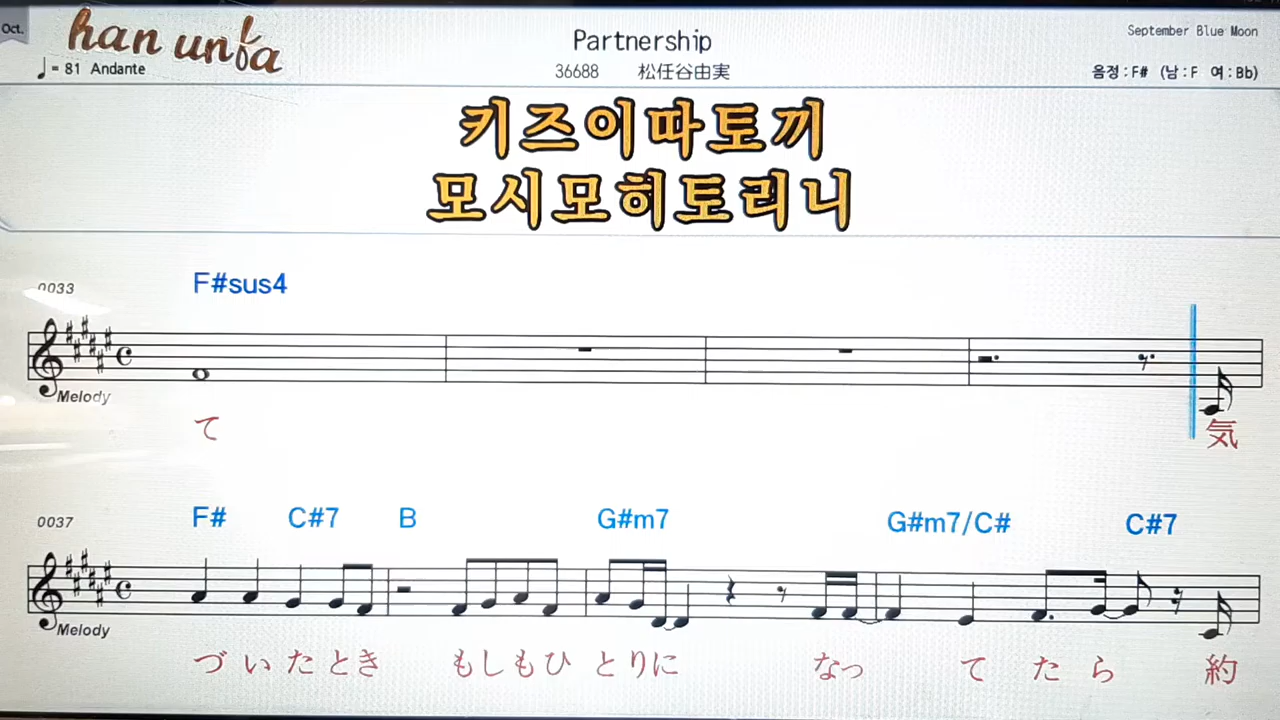 Oct.
han unba
Partnership
September Blue Moon
♩= 81 Andante
36688 松任谷由実
음정:F# (남:F 여:Bb)
키즈이따토끼
모시모히토리니
0033
F#sus4
Melody
て 気
0037
F# C#7 B G#m7 G#m7/C# C#7
Melody
づいたとき もしもひとりに なってたら 約